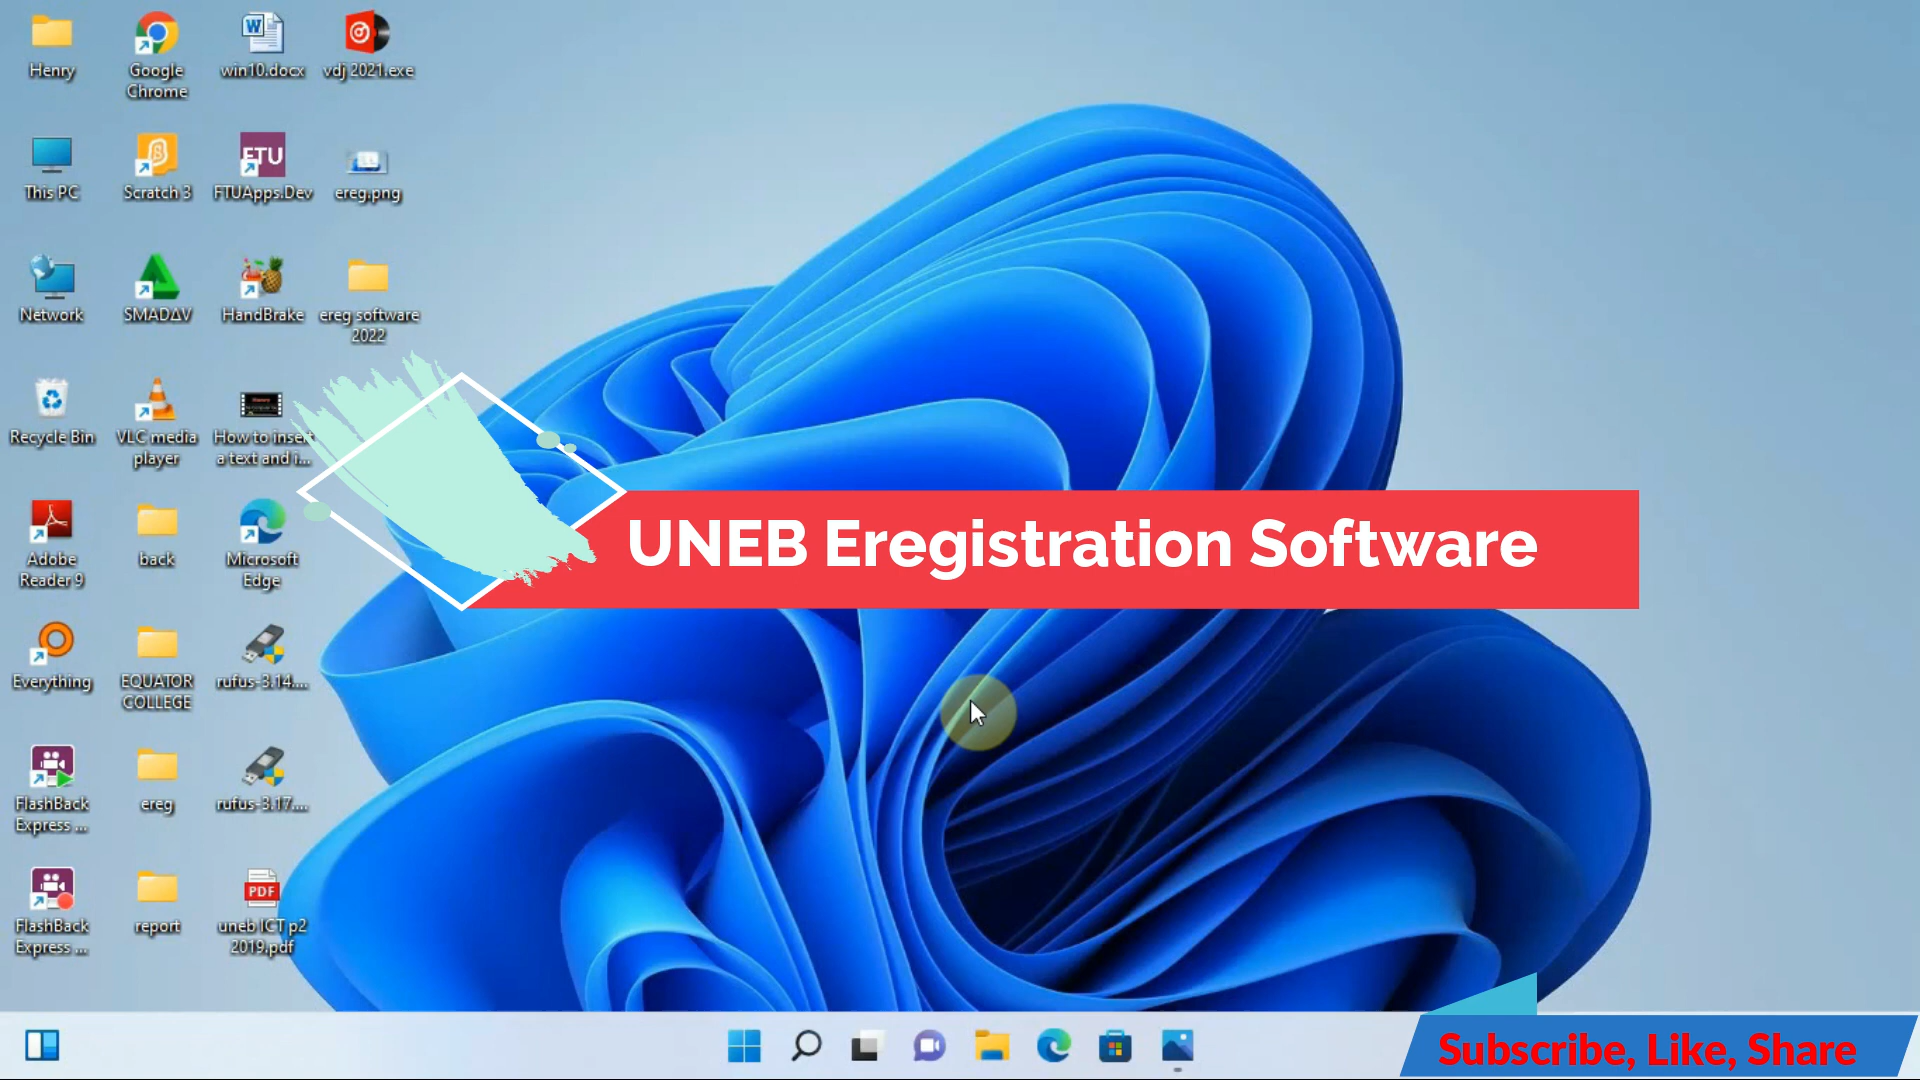 Henry
Google
Chrome
win10.docx
vdj 2021.exe
This PC
Scratch 3
FTU
FTUApps.Dev
ereg.png
Network
SMADΔV
HandBrake
ereg software
2022
Recycle Bin
VLC media
player
How to insert
a text and i...
Adobe
Reader 9
back
Microsoft
Edge
UNEB Eregistration Software
Everything
EQUATOR
COLLEGE
rufus-3.14....
FlashBack
Express ...
ereg
rufus-3.17....
FlashBack
Express ...
report
PDF
uneb ICT p2
2019.pdf
Subscribe, Like, Share